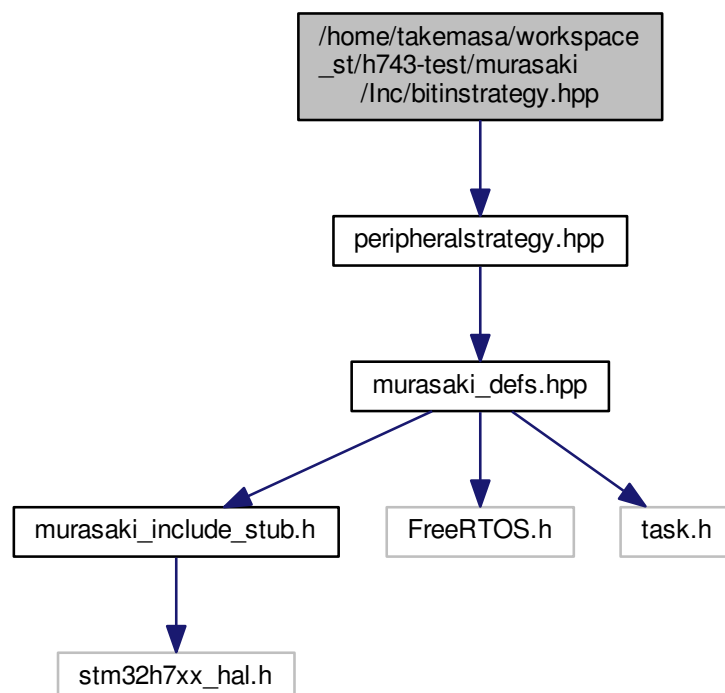 /home/takemasa/workspace
_st/h743-test/murasaki
/Inc/bitinstrategy.hpp
peripheralstrategy.hpp
murasaki_defs.hpp
murasaki_include_stub.h
FreeRTOS.h
task.h
stm32h7xx_hal.h